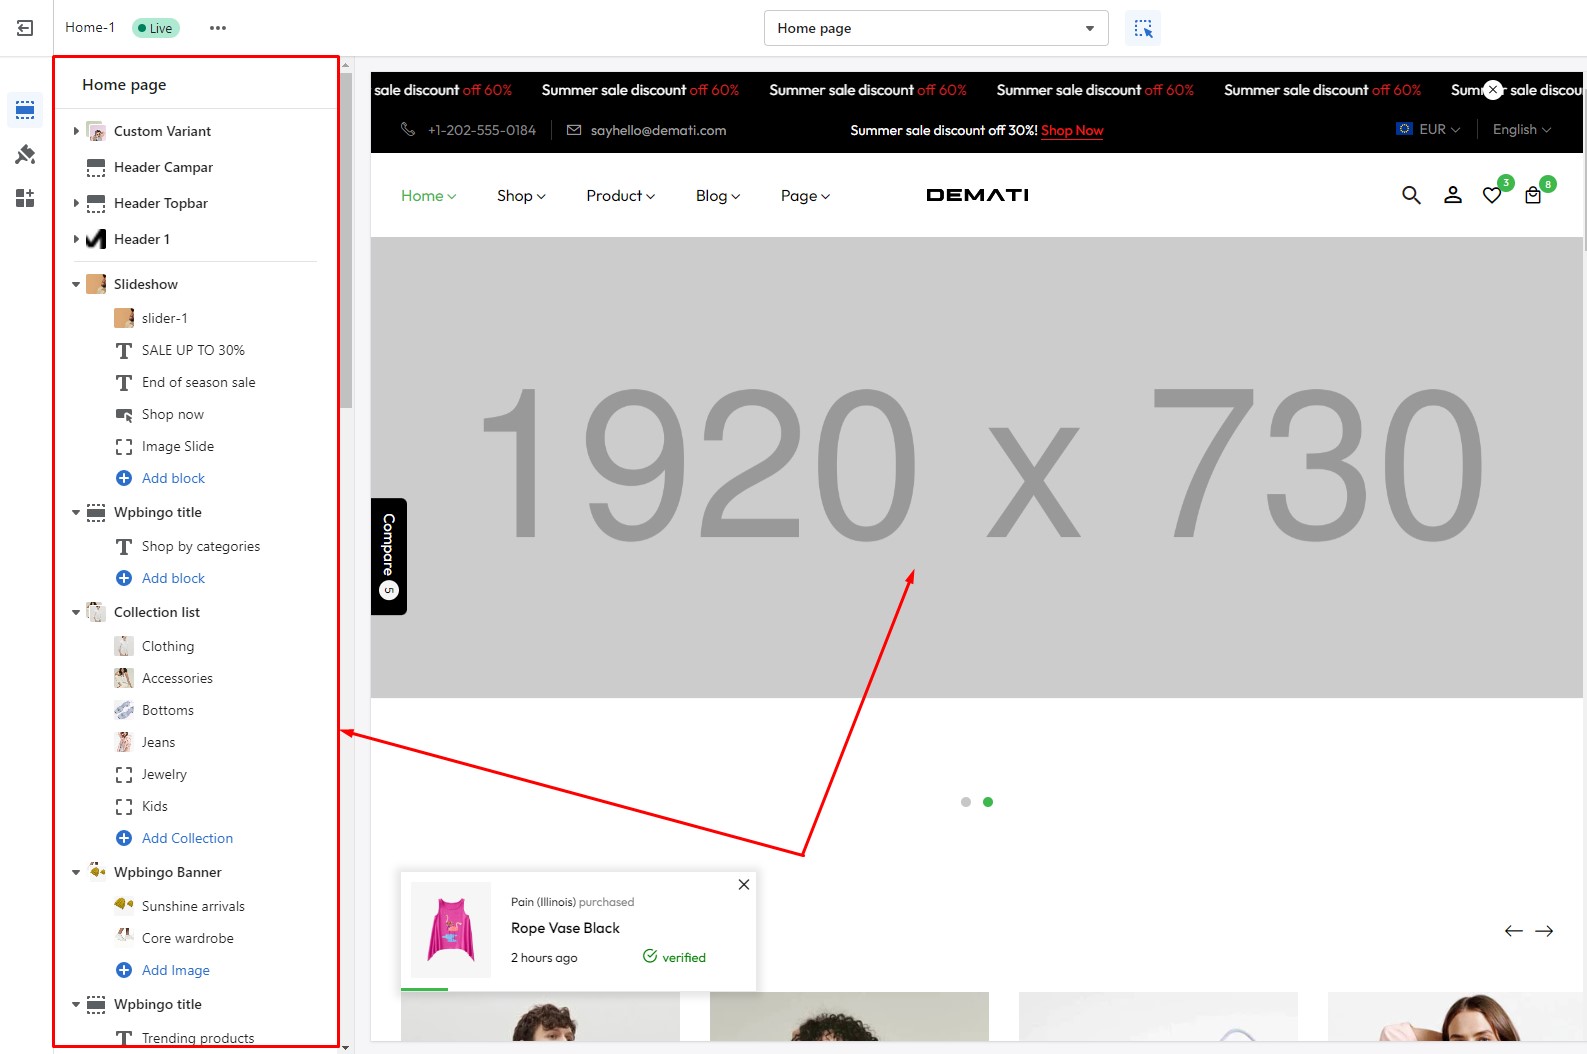 Home-1
Live
Home page
Home page
Custom Variant
Header Campar
Header Topbar
Header 1
Slideshow
slider-1
SALE UP TO 30%
End of season sale
Shop now
Image Slide
Add block
Wpbingo title
Shop by categories
Add block
Collection list
Clothing
Accessories
Bottoms
Jeans
Jewelry
Kids
Add Collection
Wpbingo Banner
Sunshine arrivals
Core wardrobe
Add Image
Wpbingo title
Trending products
sale discount off 60% Summer sale discount off 60% Summer sale discount off 60% Summer sale discount off 60% Summer sale discount off 60% Sum r sale discou
+1-202-555-0184 sayhello@demati.com Summer sale discount off 30%! Shop Now EUR English
Home Shop Product Blog Page DEMATI 3 8
1920 x 730
Compare 5
Pain (Illinois) purchased
Rope Vase Black
2 hours ago verified